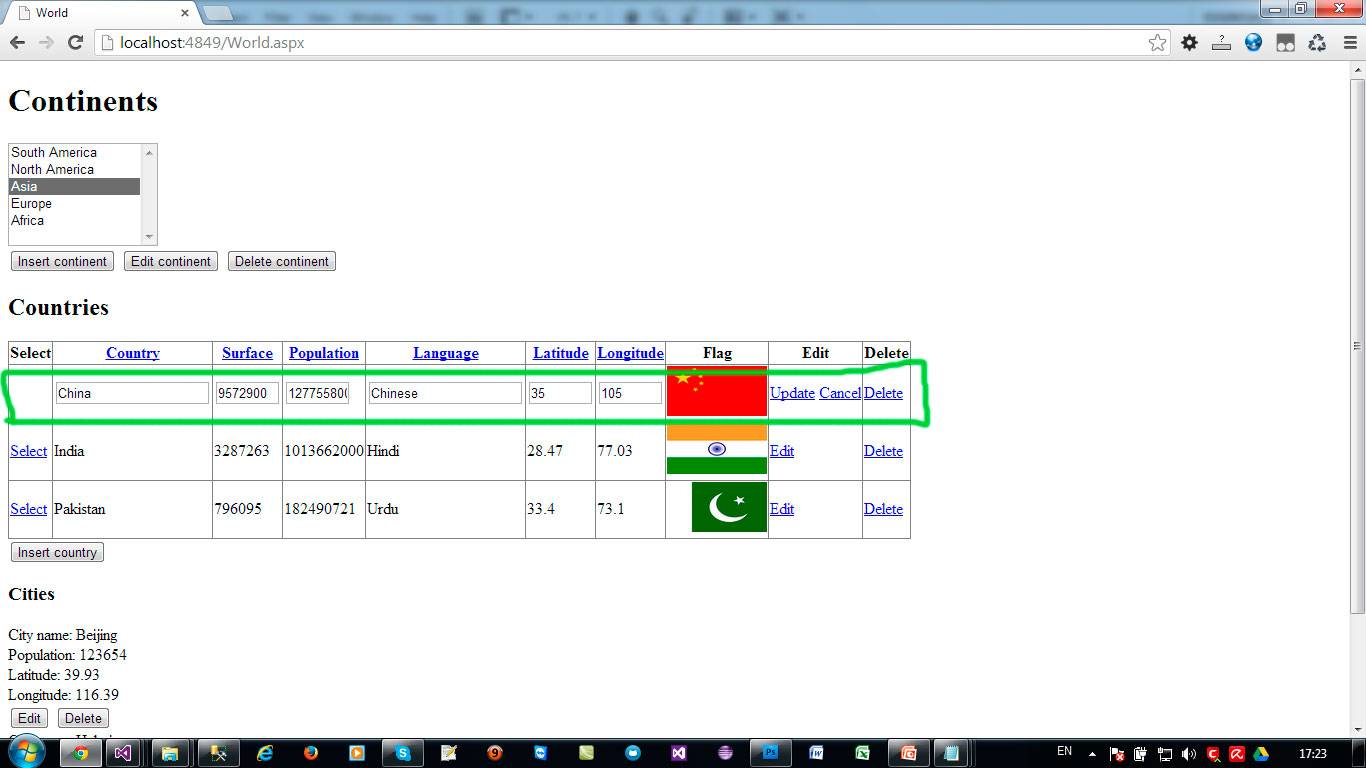 World
localhost:4849/World.aspx
Continents
South America
North America
Asia
Europe
Africa
Insert continent Edit continent Delete continent
Countries
Select Country Surface Population Language Latitude Longitude Flag Edit Delete
China 9572900 127755800 Chinese 35 105 Update Cancel Delete
Select India 3287263 1013662000 Hindi 28.47 77.03 Edit Delete
Select Pakistan 796095 182490721 Urdu 33.4 73.1 Edit Delete
Insert country
Cities
City name: Beijing
Population: 123654
Latitude: 39.93
Longitude: 116.39
Edit Delete
EN 17:23